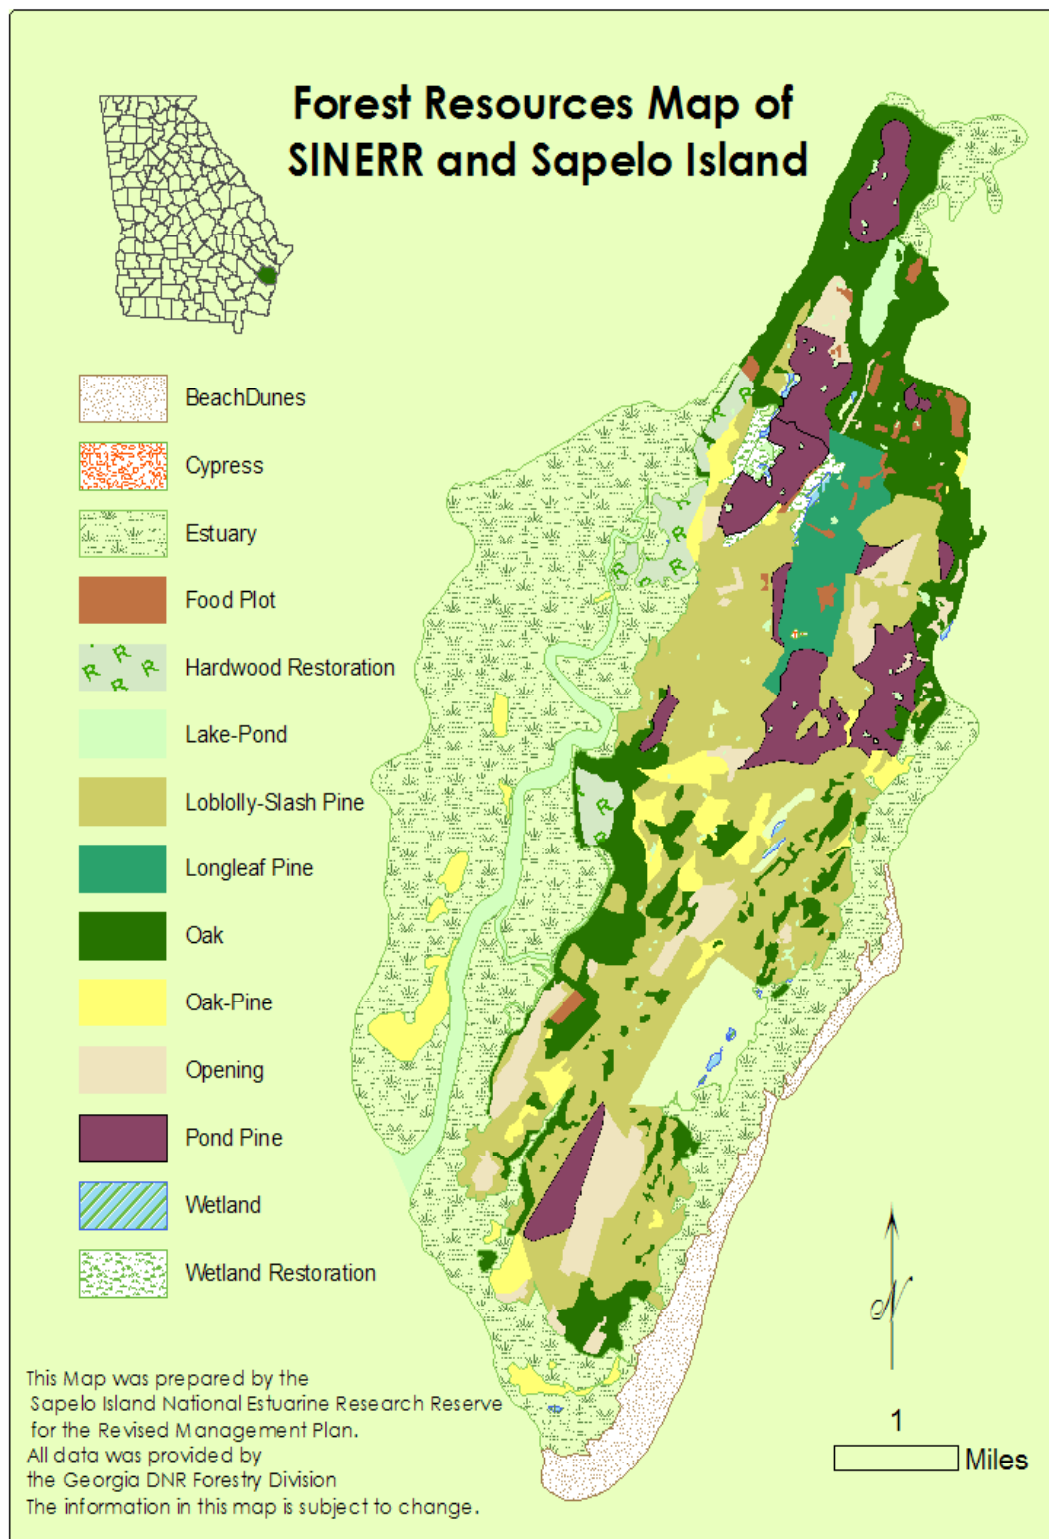 Forest Resources Map of
SINERR and Sapelo Island
BeachDunes
Cypress
Estuary
Food Plot
Hardwood Restoration
R R R R
Lake-Pond
Loblolly-Slash Pine
Longleaf Pine
Oak
Oak-Pine
Opening
Pond Pine
Wetland
Wetland Restoration
R
R
R
R
R
R
R
N
1
Miles
This Map was prepared by the
Sapelo Island National Estuarine Research Reserve
for the Revised Management Plan.
All data was provided by
the Georgia DNR Forestry Division
The information in this map is subject to change.